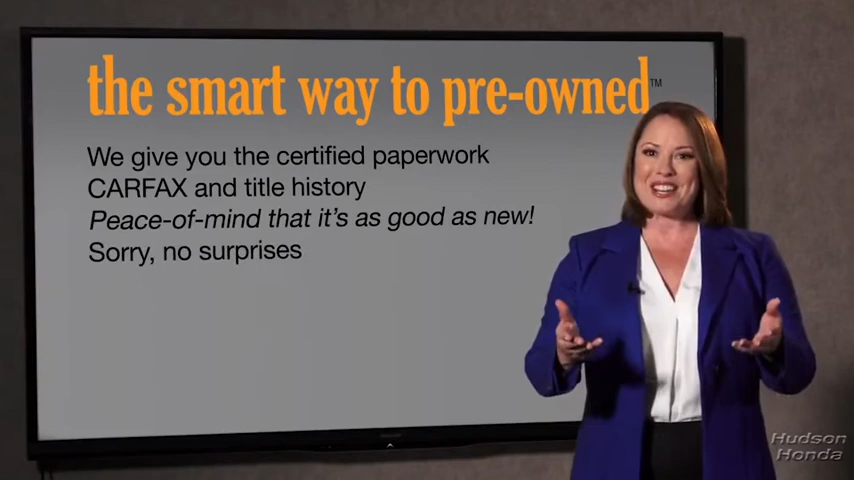 the smart way to pre-owned™
We give you the certified paperwork
CARFAX and title history
Peace-of-mind that it's as good as new!
Sorry, no surprises
Hudson
Honda